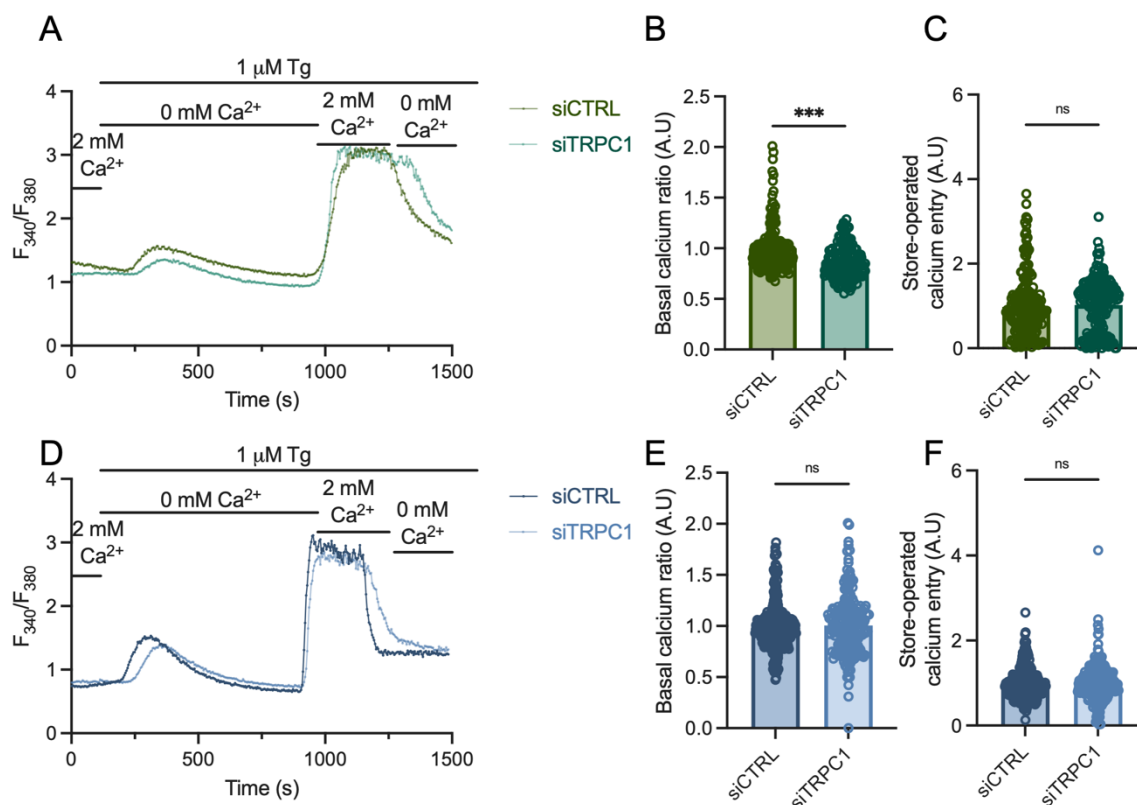 A
1 μM Tg
0 mM Ca²⁺
2 mM
Ca²⁺
0 mM
Ca²⁺
2 mM
Ca²⁺
siCTRL
siTRPC1
F₃₄₀/F₃₈₀
4
3
2
1
0
0
500
1000
1500
Time (s)
B
Basal calcium ratio (A.U)
2.5
2.0
1.5
1.0
0.5
0.0
***
siCTRL
siTRPC1
C
Store-operated
calcium entry (A.U)
6
4
2
0
ns
siCTRL
siTRPC1
D
1 μM Tg
0 mM Ca²⁺
2 mM
Ca²⁺
0 mM
Ca²⁺
2 mM
Ca²⁺
siCTRL
siTRPC1
F₃₄₀/F₃₈₀
4
3
2
1
0
0
500
1000
1500
Time (s)
E
Basal calcium ratio (A.U)
2.5
2.0
1.5
1.0
0.5
0.0
ns
siCTRL
siTRPC1
F
Store-operated
calcium entry (A.U)
6
4
2
0
ns
siCTRL
siTRPC1